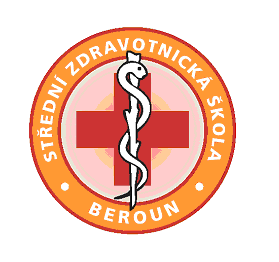 STŘEDNÍ ZDRAVOTNICKÁ ŠKOLA
BEROUN